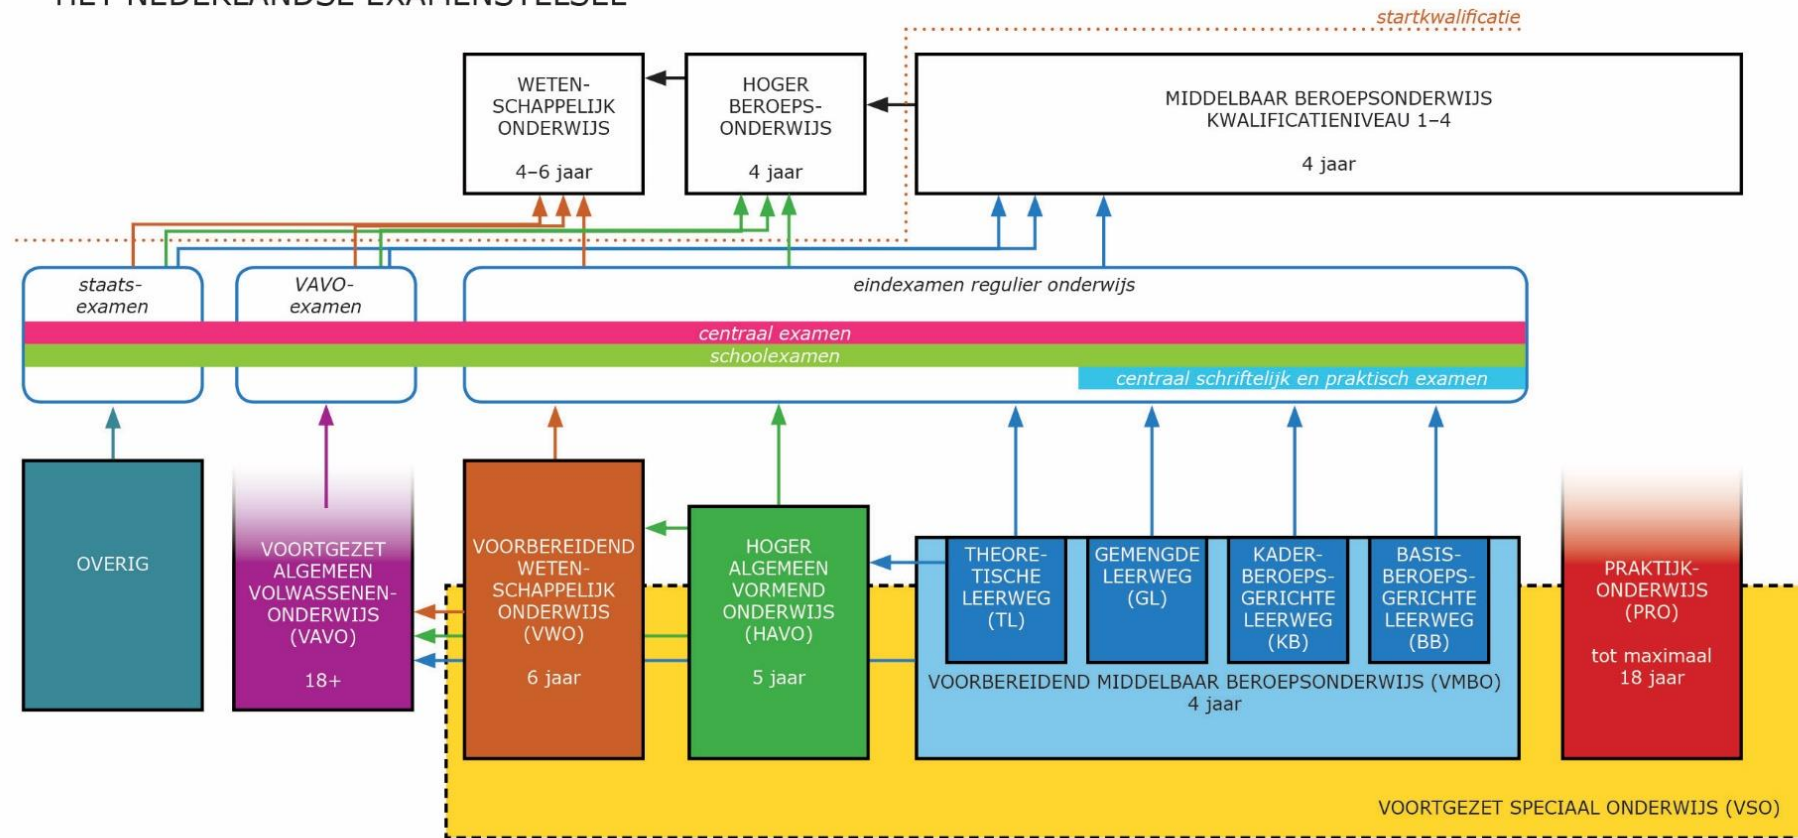 HET NEDERLANDSE EXAMENSTELSEL
startkwalificatie
WETEN-
SCHAPPELIJK
ONDERWIJS
4–6 jaar
HOGER
BEROEPS-
ONDERWIJS
4 jaar
MIDDELBAAR BEROEPSONDERWIJS
KWALIFICATIENIVEAU 1–4
4 jaar
staats-
examen
VAVO-
examen
eindexamen regulier onderwijs
centraal examen
schoolexamen
centraal schriftelijk en praktisch examen
OVERIG
VOORTGEZET
ALGEMEEN
VOLWASSENEN-
ONDERWIJS
(VAVO)
18+
VOORBEREIDEND
WETEN-
SCHAPPELIJK
ONDERWIJS
(VWO)
6 jaar
HOGER
ALGEMEEN
VORMEND
ONDERWIJS
(HAVO)
5 jaar
THEORE-
TISCHE
LEERWEG
(TL)
GEMENGDE
LEERWEG
(GL)
KADER-
BEROEPS-
GERICHTE
LEERWEG
(KB)
BASIS-
BEROEPS-
GERICHTE
LEERWEG
(BB)
VOORBEREIDEND MIDDELBAAR BEROEPSONDERWIJS (VMBO)
4 jaar
PRAKTIJK-
ONDERWIJS
(PRO)
tot maximaal
18 jaar
VOORTGEZET SPECIAAL ONDERWIJS (VSO)